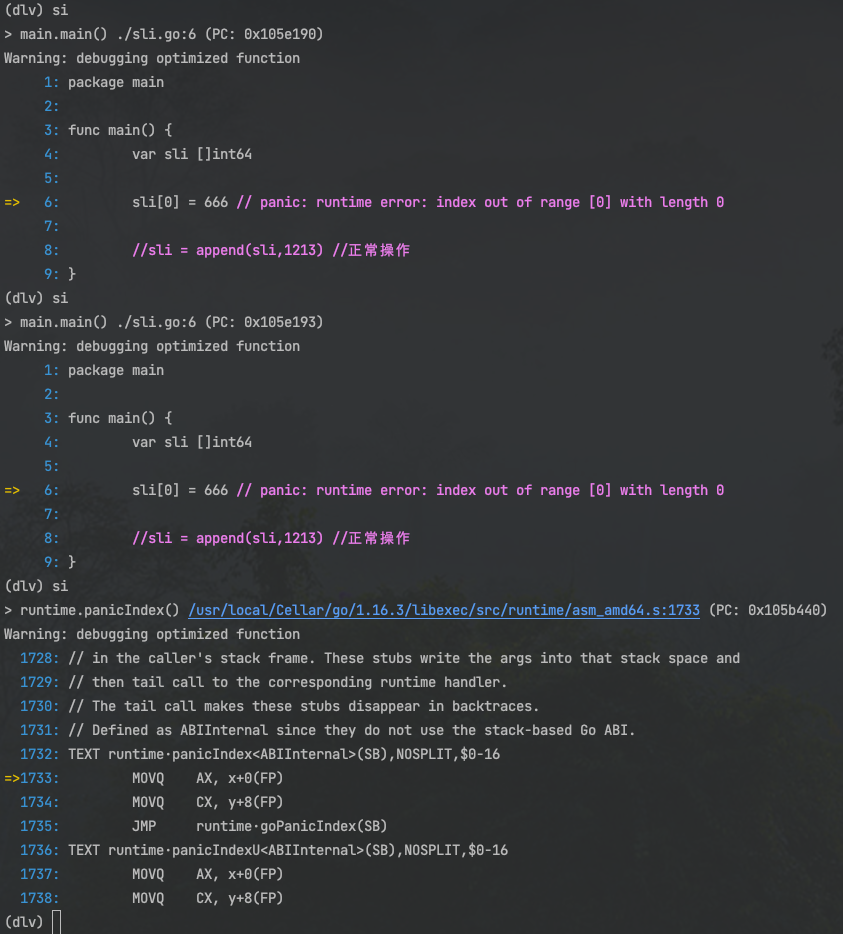 (dlv) si
> main.main() ./sli.go:6 (PC: 0x105e190)
Warning: debugging optimized function
     1: package main
     2:
     3: func main() {
     4:         var sli []int64
     5:
=>   6:         sli[0] = 666 // panic: runtime error: index out of range [0] with length 0
     7:
     8:         //sli = append(sli,1213) //正常操作
     9: }
(dlv) si
> main.main() ./sli.go:6 (PC: 0x105e193)
Warning: debugging optimized function
     1: package main
     2:
     3: func main() {
     4:         var sli []int64
     5:
=>   6:         sli[0] = 666 // panic: runtime error: index out of range [0] with length 0
     7:
     8:         //sli = append(sli,1213) //正常操作
     9: }
(dlv) si
> runtime.panicIndex() /usr/local/Cellar/go/1.16.3/libexec/src/runtime/asm_amd64.s:1733 (PC: 0x105b440)
Warning: debugging optimized function
  1728: // in the caller's stack frame. These stubs write the args into that stack space and
  1729: // then tail call to the corresponding runtime handler.
  1730: // The tail call makes these stubs disappear in backtraces.
  1731: // Defined as ABIInternal since they do not use the stack-based Go ABI.
  1732: TEXT runtime·panicIndex<ABIInternal>(SB),NOSPLIT,$0-16
=>1733:         MOVQ    AX, x+0(FP)
  1734:         MOVQ    CX, y+8(FP)
  1735:         JMP     runtime·goPanicIndex(SB)
  1736: TEXT runtime·panicIndexU<ABIInternal>(SB),NOSPLIT,$0-16
  1737:         MOVQ    AX, x+0(FP)
  1738:         MOVQ    CX, y+8(FP)
(dlv)